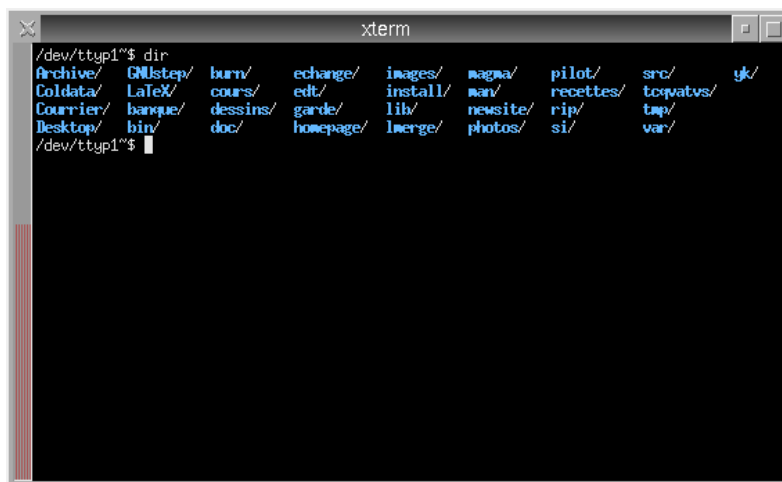 xterm
/dev/ttyp1~$ dir
Archive/ GNUstep/ burn/ echange/ images/ magma/ pilot/ src/ yk/
Coldata/ LaTeX/ cours/ edt/ install/ man/ recettes/ tcqvatvs/
Courrier/ banque/ dessins/ garde/ lib/ newsite/ rip/ tmp/
Desktop/ bin/ doc/ homepage/ lmerge/ photos/ si/ var/
/dev/ttyp1~$